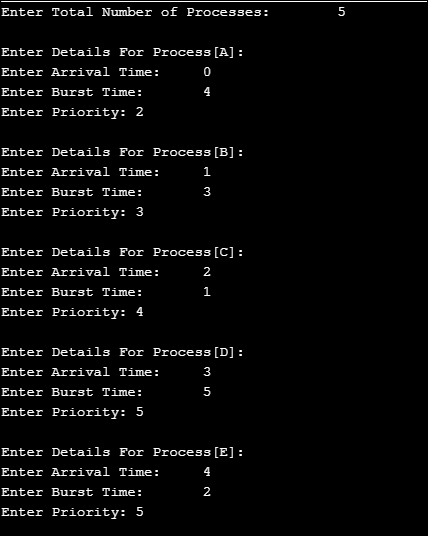 Enter Total Number of Processes: 5
Enter Details For Process[A]:
Enter Arrival Time: 0
Enter Burst Time: 4
Enter Priority: 2
Enter Details For Process[B]:
Enter Arrival Time: 1
Enter Burst Time: 3
Enter Priority: 3
Enter Details For Process[C]:
Enter Arrival Time: 2
Enter Burst Time: 1
Enter Priority: 4
Enter Details For Process[D]:
Enter Arrival Time: 3
Enter Burst Time: 5
Enter Priority: 5
Enter Details For Process[E]:
Enter Arrival Time: 4
Enter Burst Time: 2
Enter Priority: 5